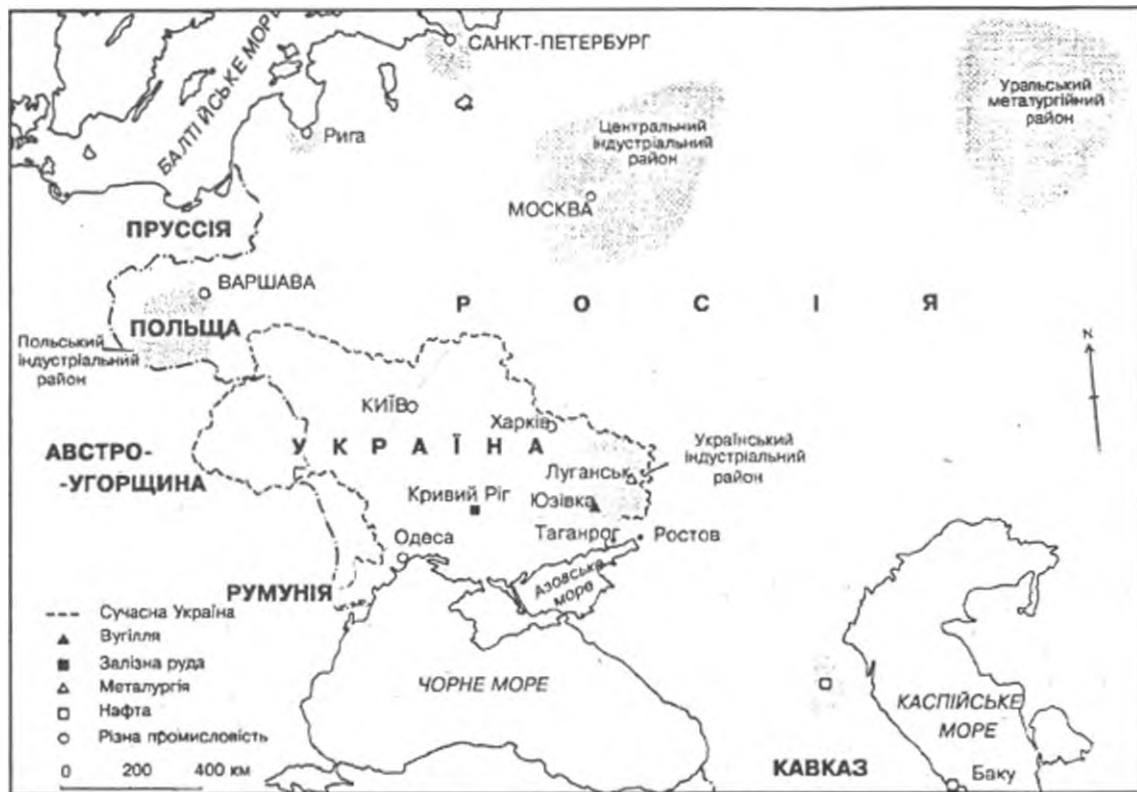 САНКТ-ПЕТЕРБУРГ
БАЛТІЙСЬКЕ МОРЕ
Рига
Центральний
індустріальний
район
Уральський
металургійний
район
МОСКВА
ПРУССІЯ
ВАРШАВА
ПОЛЬЩА
Польський
індустріальний
район
РОСІЯ
N
КИЇВ
Харків
УКРАЇНА
АВСТРО-
-УГОРЩИНА
Український
індустріальний
район
Луганськ
Кривий Ріг
Юзівка
Одеса
Таганрог
Ростов
Азовське
море
РУМУНІЯ
Сучасна Україна
Вугілля
Залізна руда
Металургія
Нафта
Різна промисловість
0 200 400 км
ЧОРНЕ МОРЕ
КАСПІЙСЬКЕ
МОРЕ
КАВКАЗ
Баку